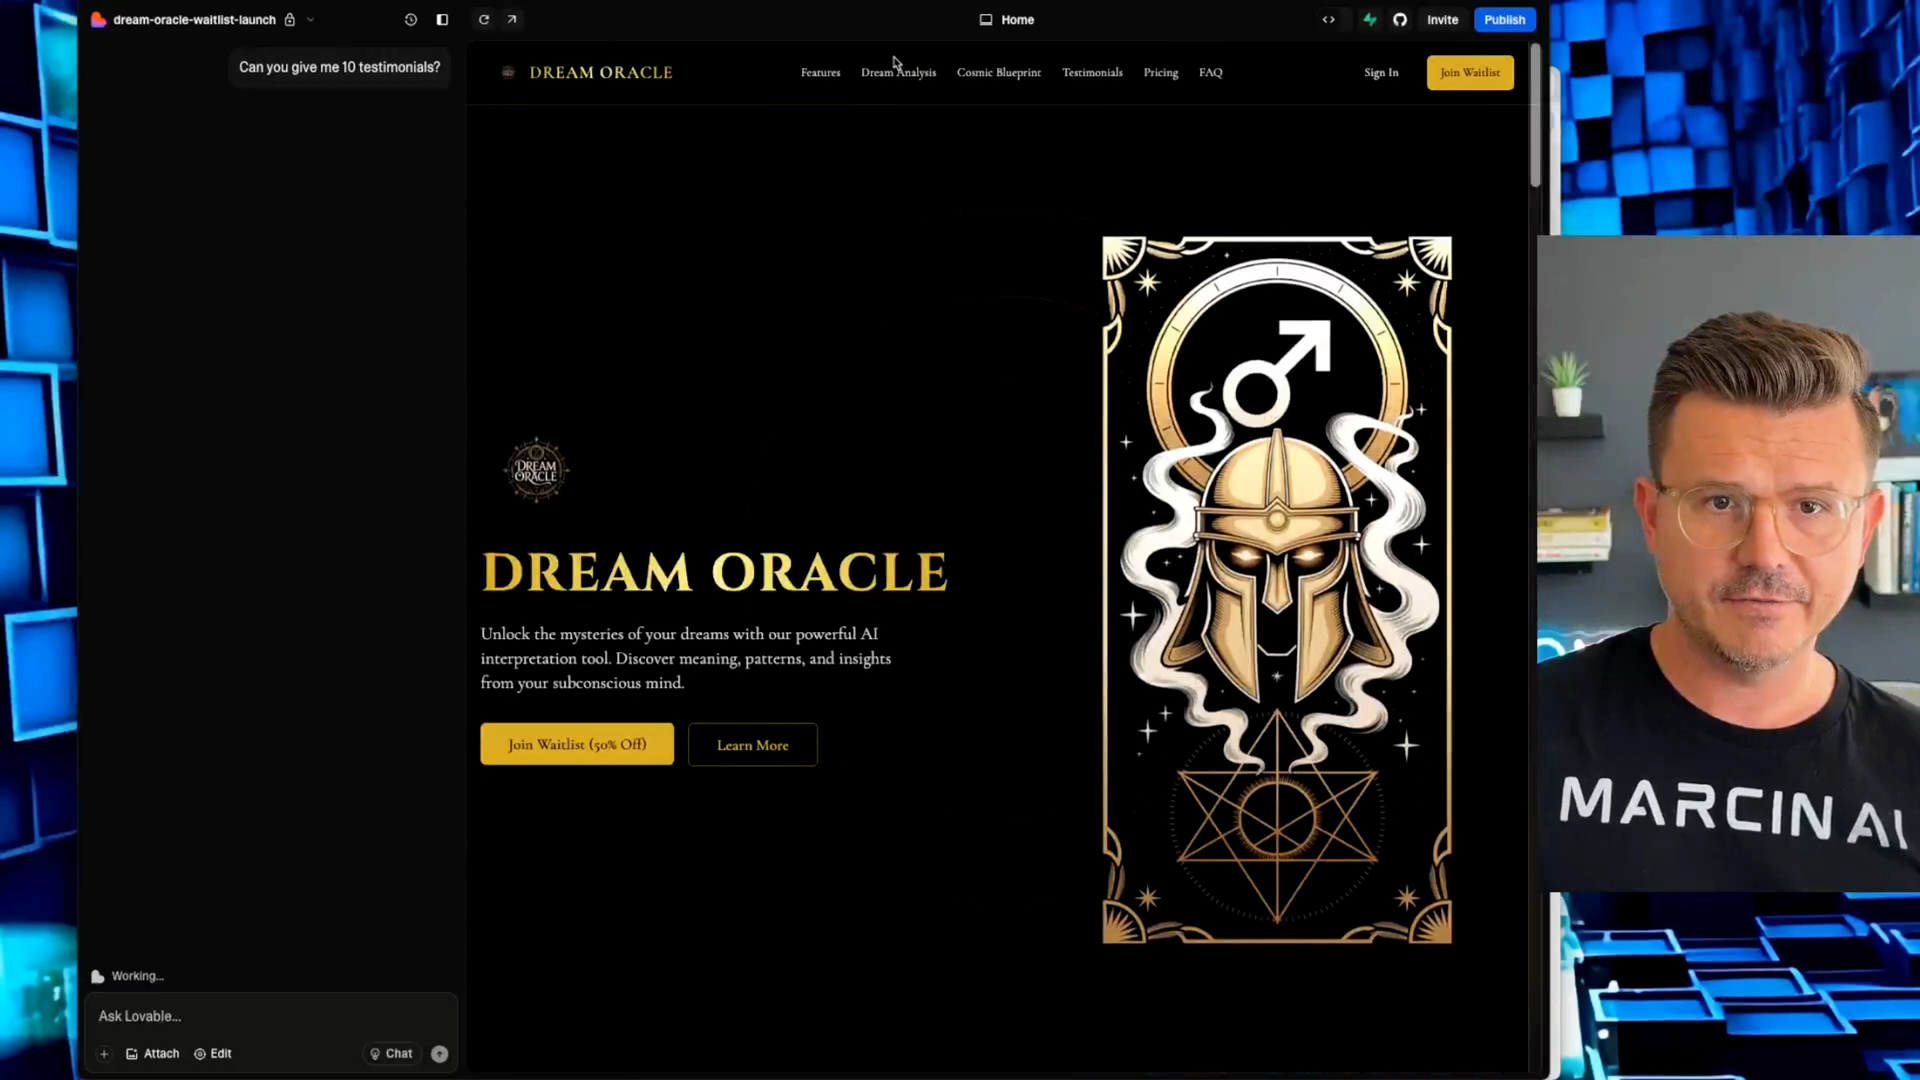 dream-oracle-waitlist-launch
Home
Invite
Publish
Can you give me 10 testimonials?
DREAM ORACLE
Features
Dream Analysis
Cosmic Blueprint
Testimonials
Pricing
FAQ
Sign In
Join Waitlist
DREAM
ORACLE
DREAM ORACLE
Unlock the mysteries of your dreams with our powerful AI
interpretation tool. Discover meaning, patterns, and insights
from your subconscious mind.
Join Waitlist (50% Off)
Learn More
MARCIN AI
Working...
Ask Lovable...
Attach
Edit
Chat